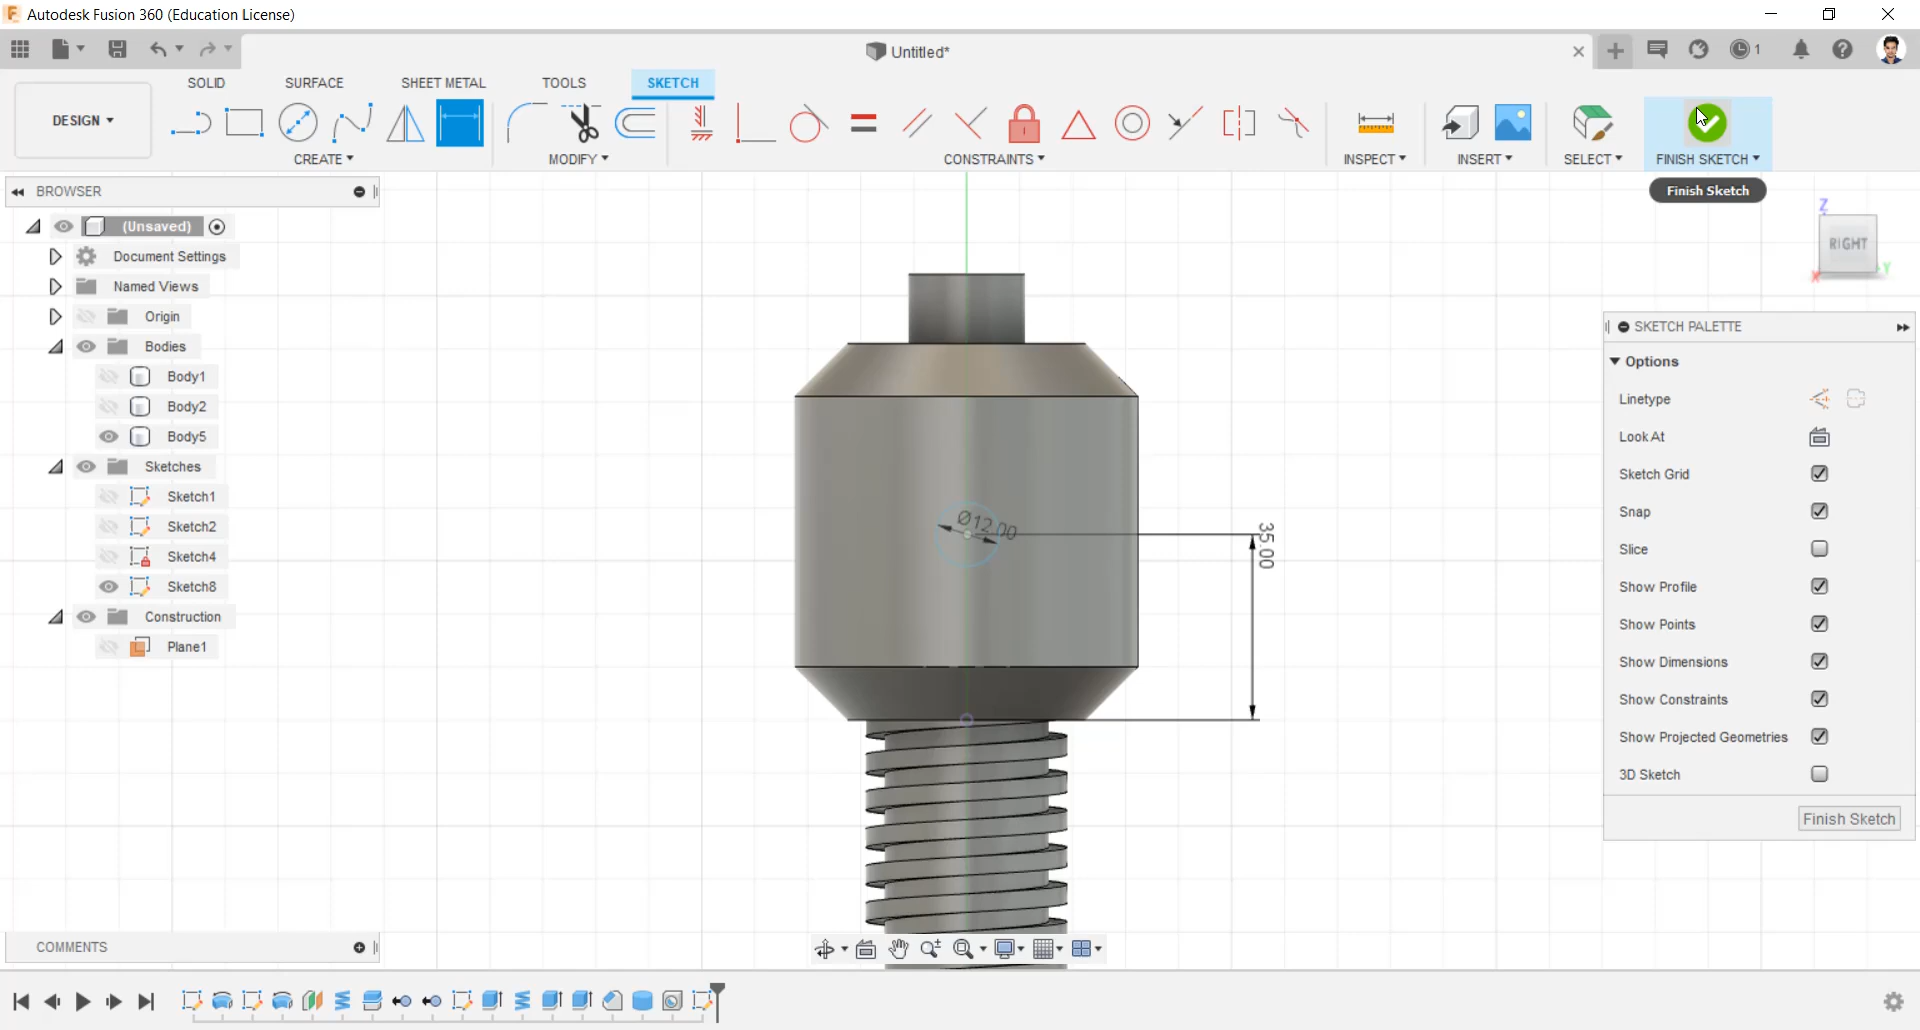 Autodesk Fusion 360 (Education License)
Untitled*
1
DESIGN
SOLID
SURFACE
SHEET METAL
TOOLS
SKETCH
CREATE
MODIFY
CONSTRAINTS
INSPECT
INSERT
SELECT
FINISH SKETCH
Finish Sketch
BROWSER
(Unsaved)
Document Settings
Named Views
Origin
Bodies
Body1
Body2
Body5
Sketches
Sketch1
Sketch2
Sketch4
Sketch8
Construction
Plane1
Z
RIGHT
X
Y
Ø12.00
35.00
SKETCH PALETTE
Options
Linetype
Look At
Sketch Grid
Snap
Slice
Show Profile
Show Points
Show Dimensions
Show Constraints
Show Projected Geometries
3D Sketch
Finish Sketch
COMMENTS